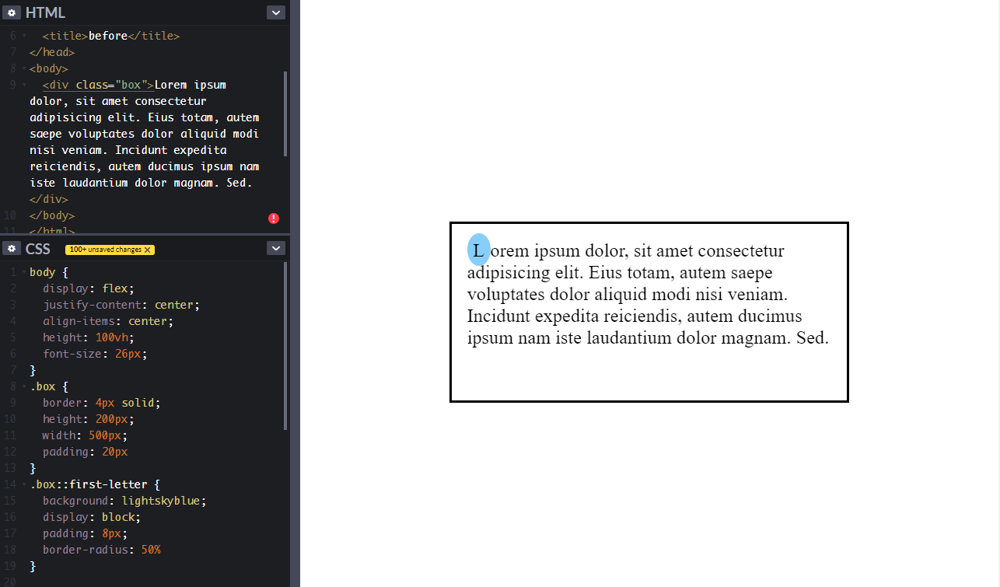 HTML
6 <title>before</title>
7 </head>
8 <body>
9 <div class="box">Lorem ipsum
dolor, sit amet consectetur
adipisicing elit. Eius totam, autem
saepe voluptates dolor aliquid modi
nisi veniam. Incidunt expedita
reiciendis, autem ducimus ipsum nam
iste laudantium dolor magnam. Sed.
</div>
10 </body>
11 </html>
CSS 100+ unsaved changes X
1 body {
2 display: flex;
3 justify-content: center;
4 align-items: center;
5 height: 100vh;
6 font-size: 26px;
7 }
8 .box {
9 border: 4px solid;
10 height: 200px;
11 width: 500px;
12 padding: 20px
13 }
14 .box::first-letter {
15 background: lightskyblue;
16 display: block;
17 padding: 8px;
18 border-radius: 50%
19 }
20
Lorem ipsum dolor, sit amet consectetur
adipisicing elit. Eius totam, autem saepe
voluptates dolor aliquid modi nisi veniam.
Incidunt expedita reiciendis, autem ducimus
ipsum nam iste laudantium dolor magnam. Sed.